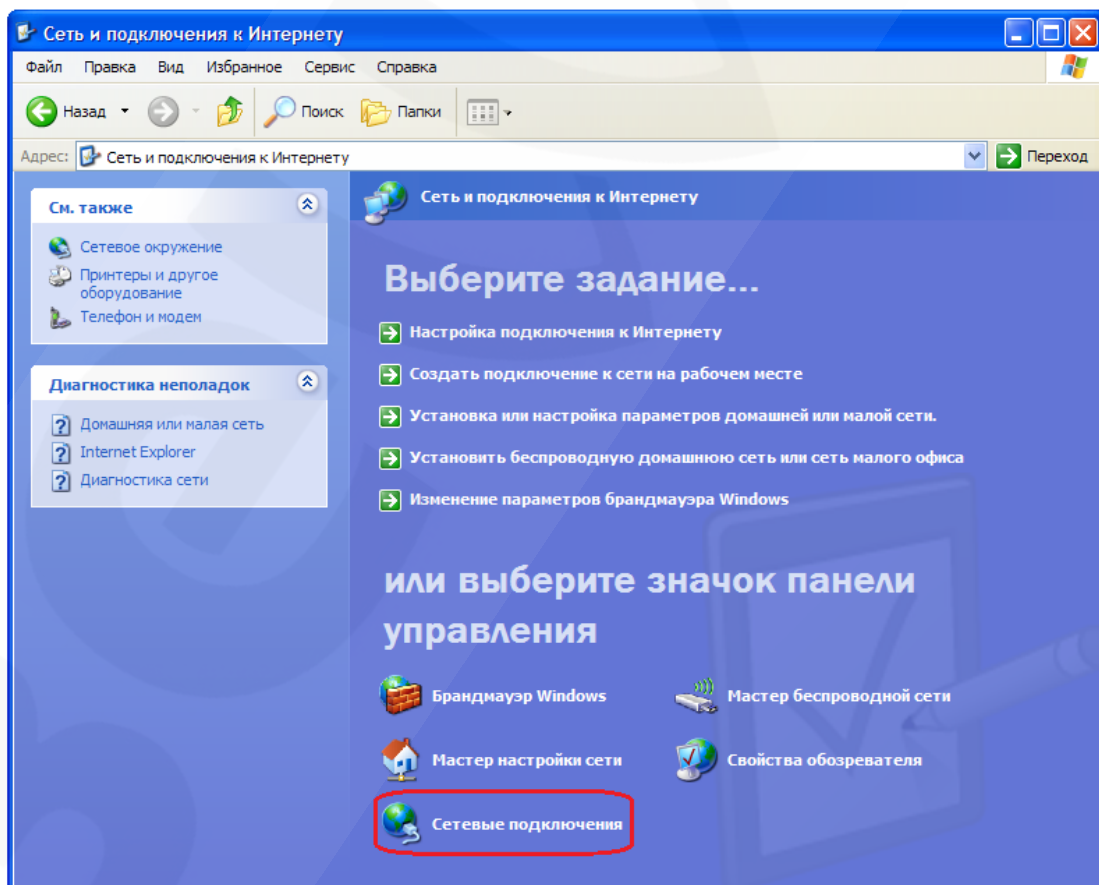 Сеть и подключения к Интернету
Файл Правка Вид Избранное Сервис Справка
Назад Поиск Папки
Адрес: Сеть и подключения к Интернету Переход
См. также
Сетевое окружение
Принтеры и другое
оборудование
Телефон и модем
Диагностика неполадок
Домашняя или малая сеть
Internet Explorer
Диагностика сети
Сеть и подключения к Интернету
Выберите задание...
Настройка подключения к Интернету
Создать подключение к сети на рабочем месте
Установка или настройка параметров домашней или малой сети.
Установить беспроводную домашнюю сеть или сеть малого офиса
Изменение параметров брандмауэра Windows
или выберите значок панели
управления
Брандмауэр Windows
Мастер беспроводной сети
Мастер настройки сети
Свойства обозревателя
Сетевые подключения